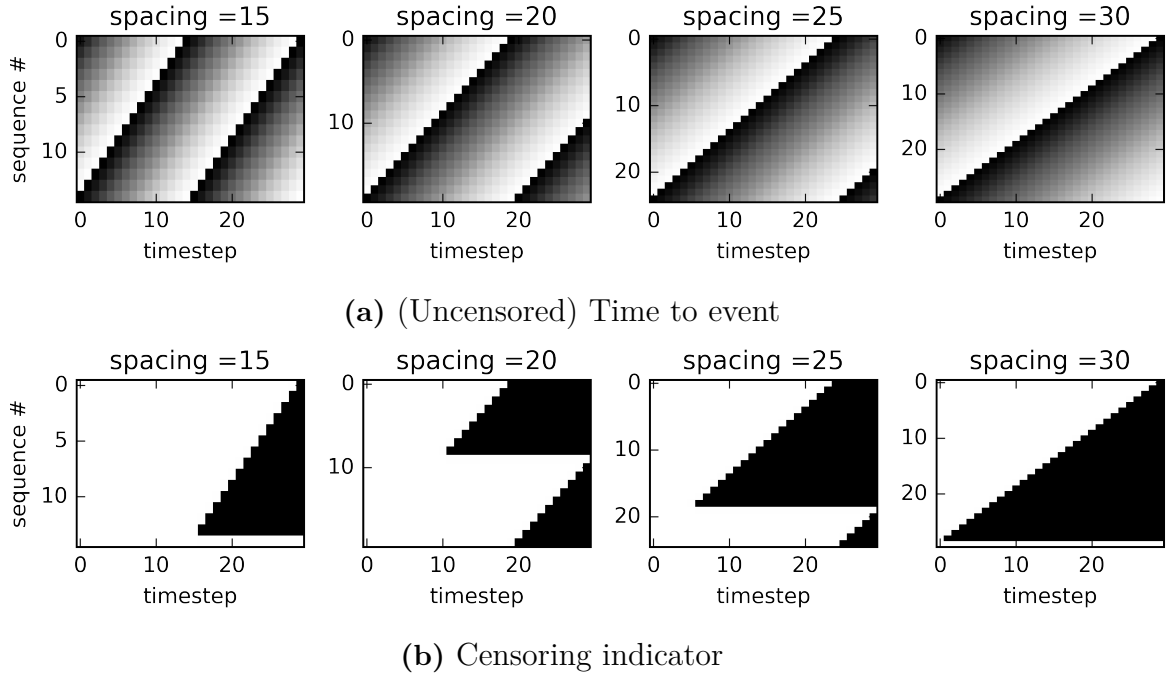 spacing =15 spacing =20 spacing =25 spacing =30
0 0 0 0
5 10 10 10
10 20 20
sequence #
0 10 20 0 10 20 0 10 20 0 10 20
timestep timestep timestep timestep
(a) (Uncensored) Time to event
spacing =15 spacing =20 spacing =25 spacing =30
0 0 0 0
5 10 10 10
10 20 20
sequence #
0 10 20 0 10 20 0 10 20 0 10 20
timestep timestep timestep timestep
(b) Censoring indicator